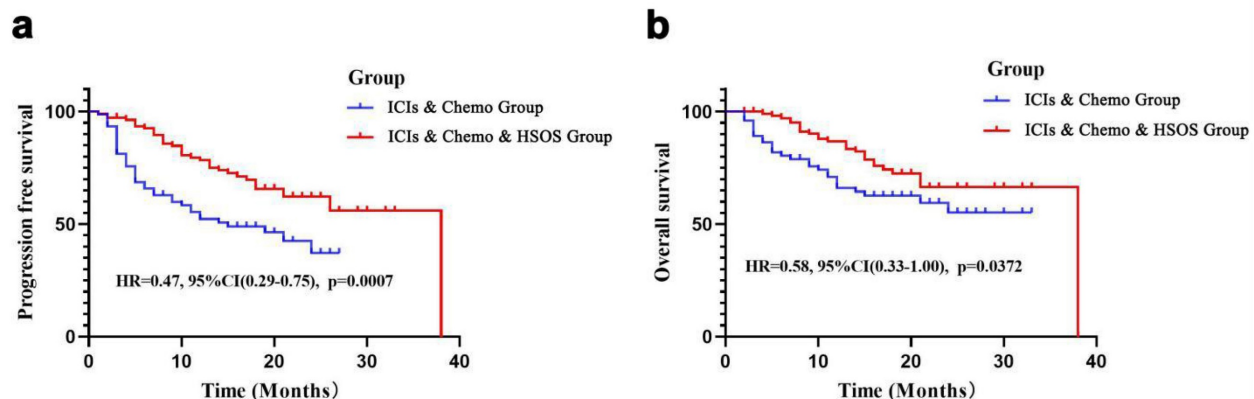 a
Group
ICIs & Chemo Group
ICIs & Chemo & HSOS Group
Progression free survival
100
50
0
HR=0.47, 95%CI(0.29-0.75), p=0.0007
0 10 20 30 40
Time (Months)
b
Group
ICIs & Chemo Group
ICIs & Chemo & HSOS Group
Overall survival
100
50
0
HR=0.58, 95%CI(0.33-1.00), p=0.0372
0 10 20 30 40
Time (Months)